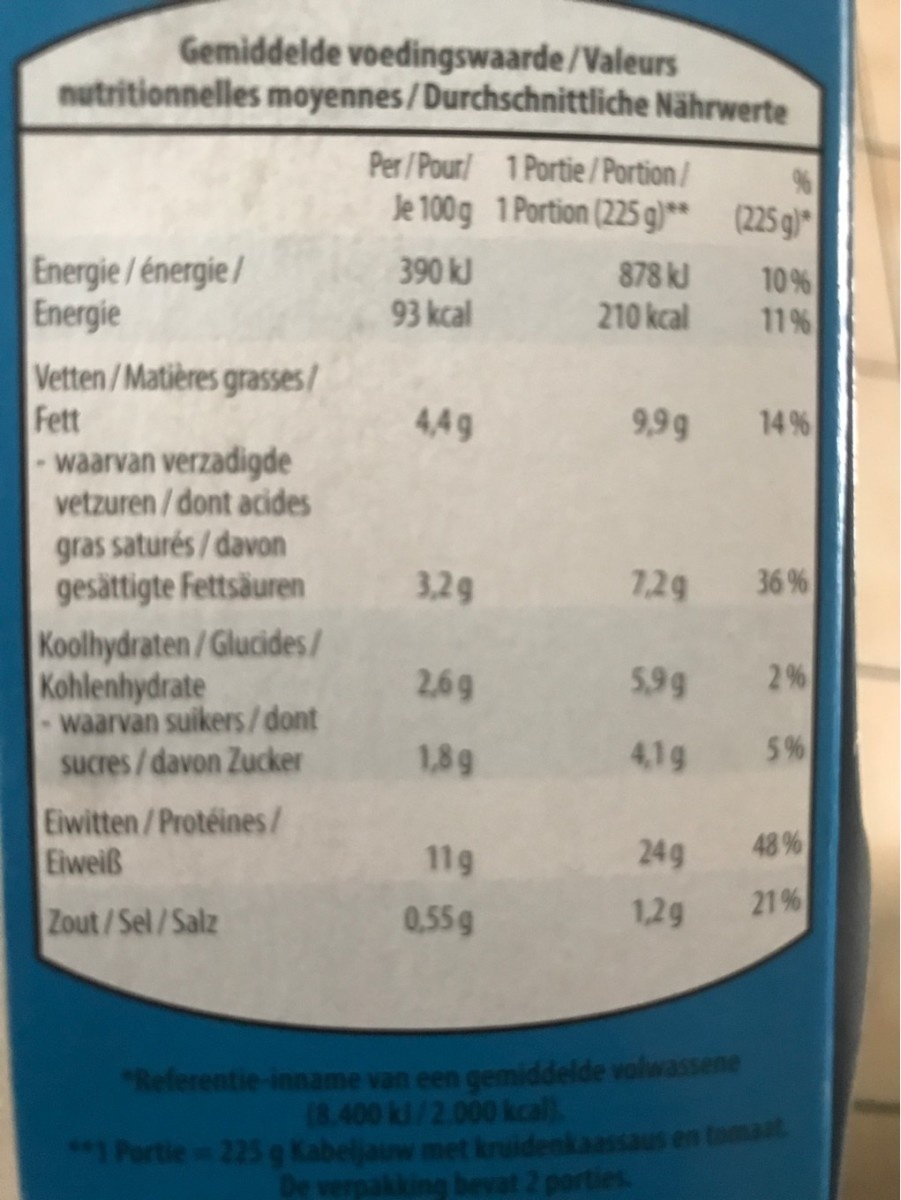 Gemiddelde voedingswaarde / Valeurs
nutritionnelles moyennes / Durchschnittliche Nährwerte
Per / Pour/ 1 Portie / Portion / %
Je 100 g 1 Portion (225 g)** (225 g)*
Energie / énergie / 390 kJ 878 kJ 10 %
Energie 93 kcal 210 kcal 11 %
Vetten / Matières grasses /
Fett 4,4 g 9,9 g 14 %
- waarvan verzadigde
vetzuren / dont acides
gras saturés / davon
gesättigte Fettsäuren 3,2 g 7,2 g 36 %
Koolhydraten / Glucides /
Kohlenhydrate 2,6 g 5,9 g 2 %
- waarvan suikers / dont
sucres / davon Zucker 1,8 g 4,1 g 5 %
Eiwitten / Protéines /
Eiweiß 11 g 24 g 48 %
Zout / Sel / Salz 0,55 g 1,2 g 21 %
*Referentie-inname van een gemiddelde volwassene
(8.400 kJ / 2.000 kcal).
**1 Portie = 225 g Kabeljauw met kruidenkaassaus en tomaat.
De verpakking bevat 2 porties.